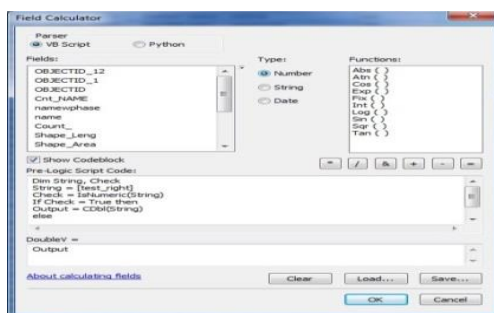 Field Calculator
Parser
VB Script Python
Fields:
OBJECTID_12
OBJECTID_1
OBJECTID
Cnt_NAME
newwphase
name
Count_
Shape_Leng
Shape_Area
Type:
Number
String
Date
Functions:
Abs ( )
Atn ( )
Cos ( )
Exp ( )
Fix ( )
Int ( )
Log ( )
Sin ( )
Sqr ( )
Tan ( )
Show Codeblock
* / & + - =
Pre-Logic Script Code:
Dim String, Check
String = [test_right]
Check = IsNumeric(String)
If Check = True then
Output = CDbl(String)
else
DoubleV =
Output
About calculating fields
Clear Load... Save...
OK Cancel